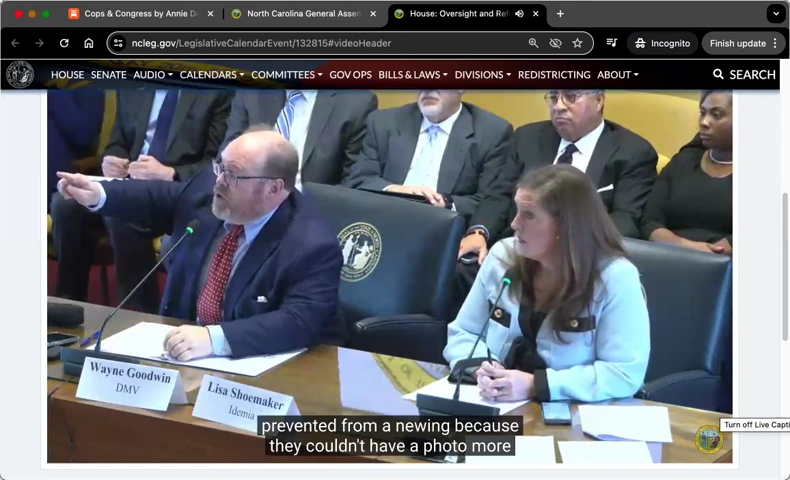 Cops & Congress by Annie Di
North Carolina General Assem
House: Oversight and Ref
ncleg.gov/LegislativeCalendarEvent/132815#videoHeader
Incognito
Finish update
HOUSE SENATE AUDIO CALENDARS COMMITTEES GOV OPS BILLS & LAWS DIVISIONS REDISTRICTING ABOUT SEARCH
Wayne Goodwin
DMV
Lisa Shoemaker
Idemia
prevented from a newing because
they couldn't have a photo more
Turn off Live Capti